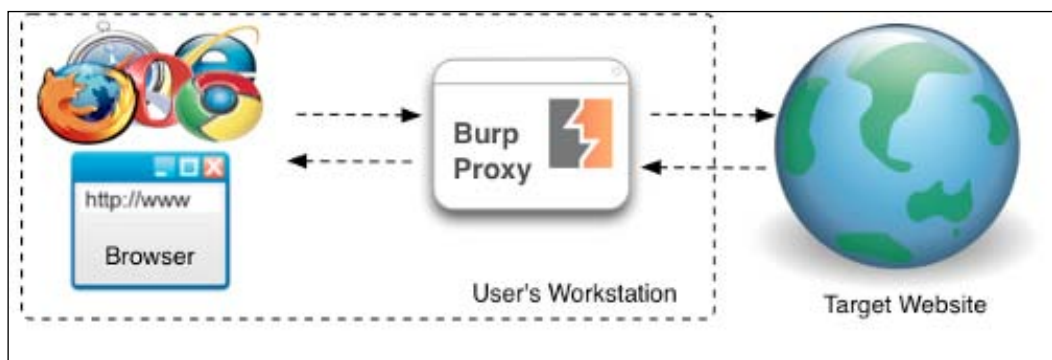 http://www
Browser
Burp
Proxy
User's Workstation
Target Website